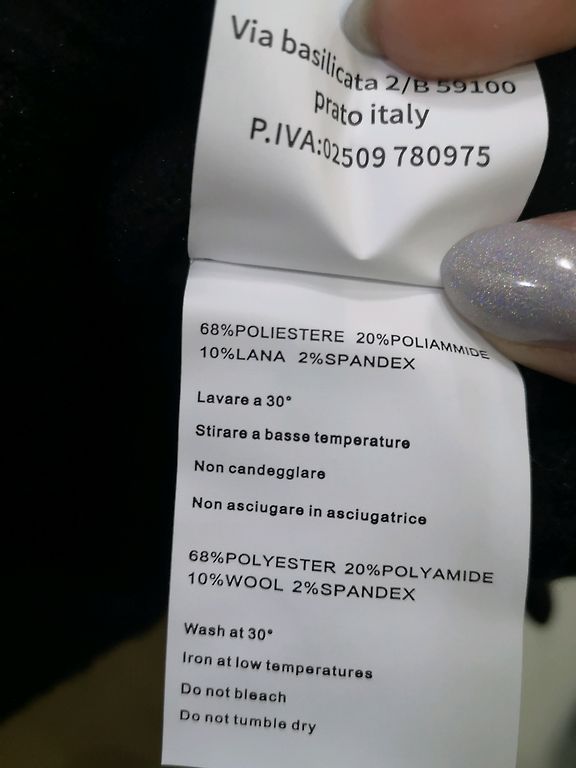 Via basilicata 2/B 59100
prato italy
P.IVA:02509 780975
68%POLIESTERE 20%POLIAMMIDE
10%LANA 2%SPANDEX
Lavare a 30°
Stirare a basse temperature
Non candegglare
Non asciugare in asciugatrice
68%POLYESTER 20%POLYAMIDE
10%WOOL 2%SPANDEX
Wash at 30°
Iron at low temperatures
Do not bleach
Do not tumble dry